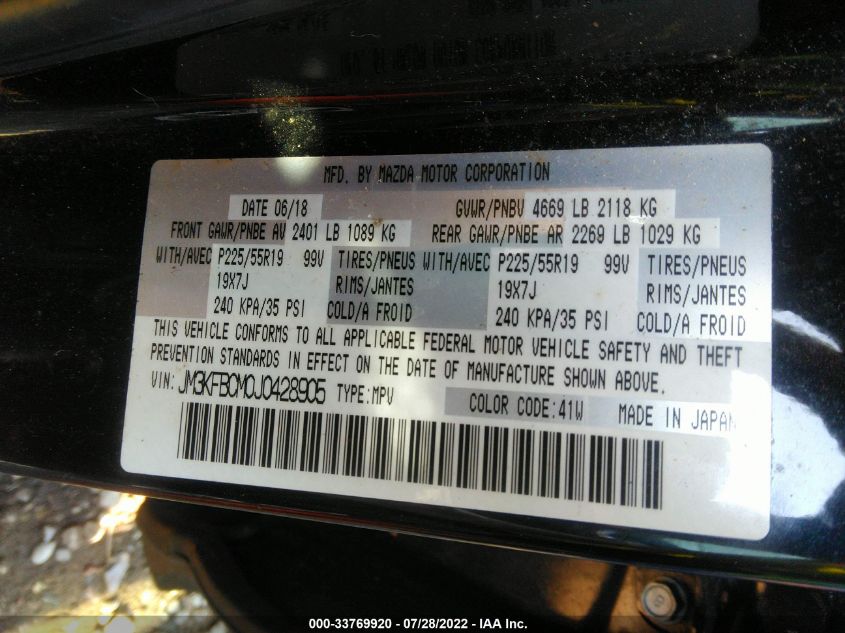 MFD. BY MAZDA MOTOR CORPORATION
DATE 06/18 GVWR/PNBV 4669 LB 2118 KG
FRONT GAWR/PNBE AV 2401 LB 1089 KG REAR GAWR/PNBE AR 2269 LB 1029 KG
WITH/AVEC P225/55R19 99V TIRES/PNEUS WITH/AVEC P225/55R19 99V TIRES/PNEUS
19X7J RIMS/JANTES 19X7J RIMS/JANTES
240 KPA/35 PSI COLD/A FROID 240 KPA/35 PSI COLD/A FROID
THIS VEHICLE CONFORMS TO ALL APPLICABLE FEDERAL MOTOR VEHICLE SAFETY AND THEFT
PREVENTION STANDARDS IN EFFECT ON THE DATE OF MANUFACTURE SHOWN ABOVE.
VIN: JM3KFBCM0J0428905 TYPE:MPV COLOR CODE:41W MADE IN JAPAN
000-33769920 - 07/28/2022 - IAA Inc.